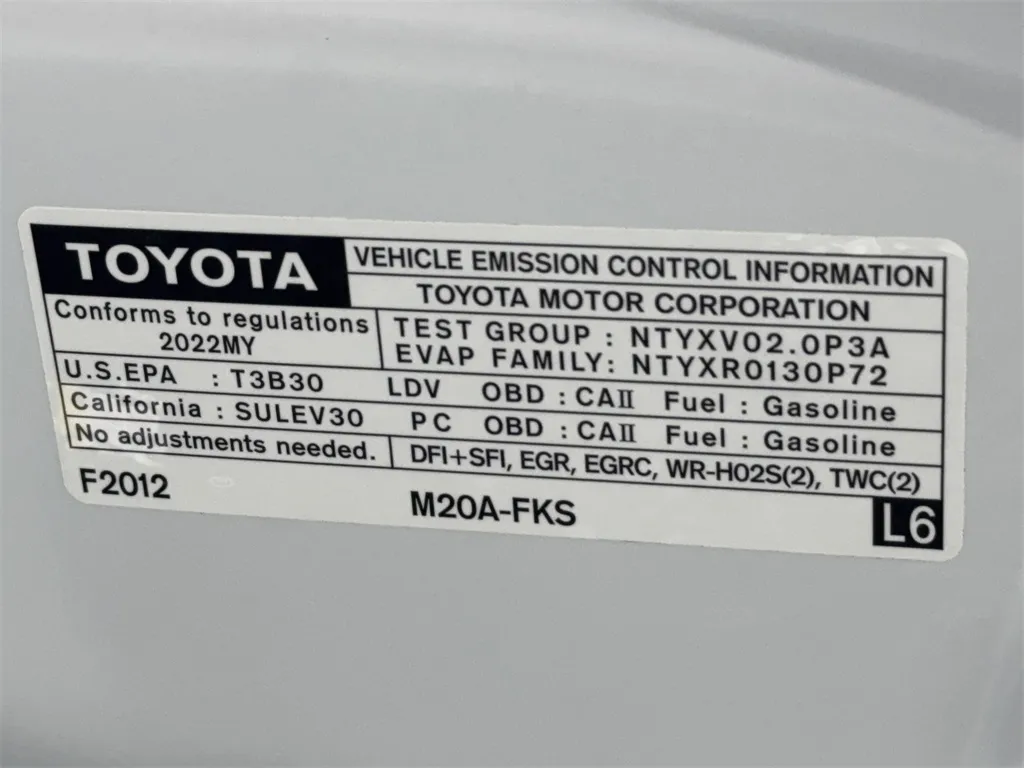 TOYOTA
VEHICLE EMISSION CONTROL INFORMATION
TOYOTA MOTOR CORPORATION
Conforms to regulations
2022MY
TEST GROUP : NTYXV02.0P3A
EVAP FAMILY: NTYXR0130P72
U.S.EPA : T3B30 LDV OBD : CAII Fuel : Gasoline
California : SULEV30 PC OBD : CAII Fuel : Gasoline
No adjustments needed. DFI+SFI, EGR, EGRC, WR-HO2S(2), TWC(2)
F2012 M20A-FKS L6